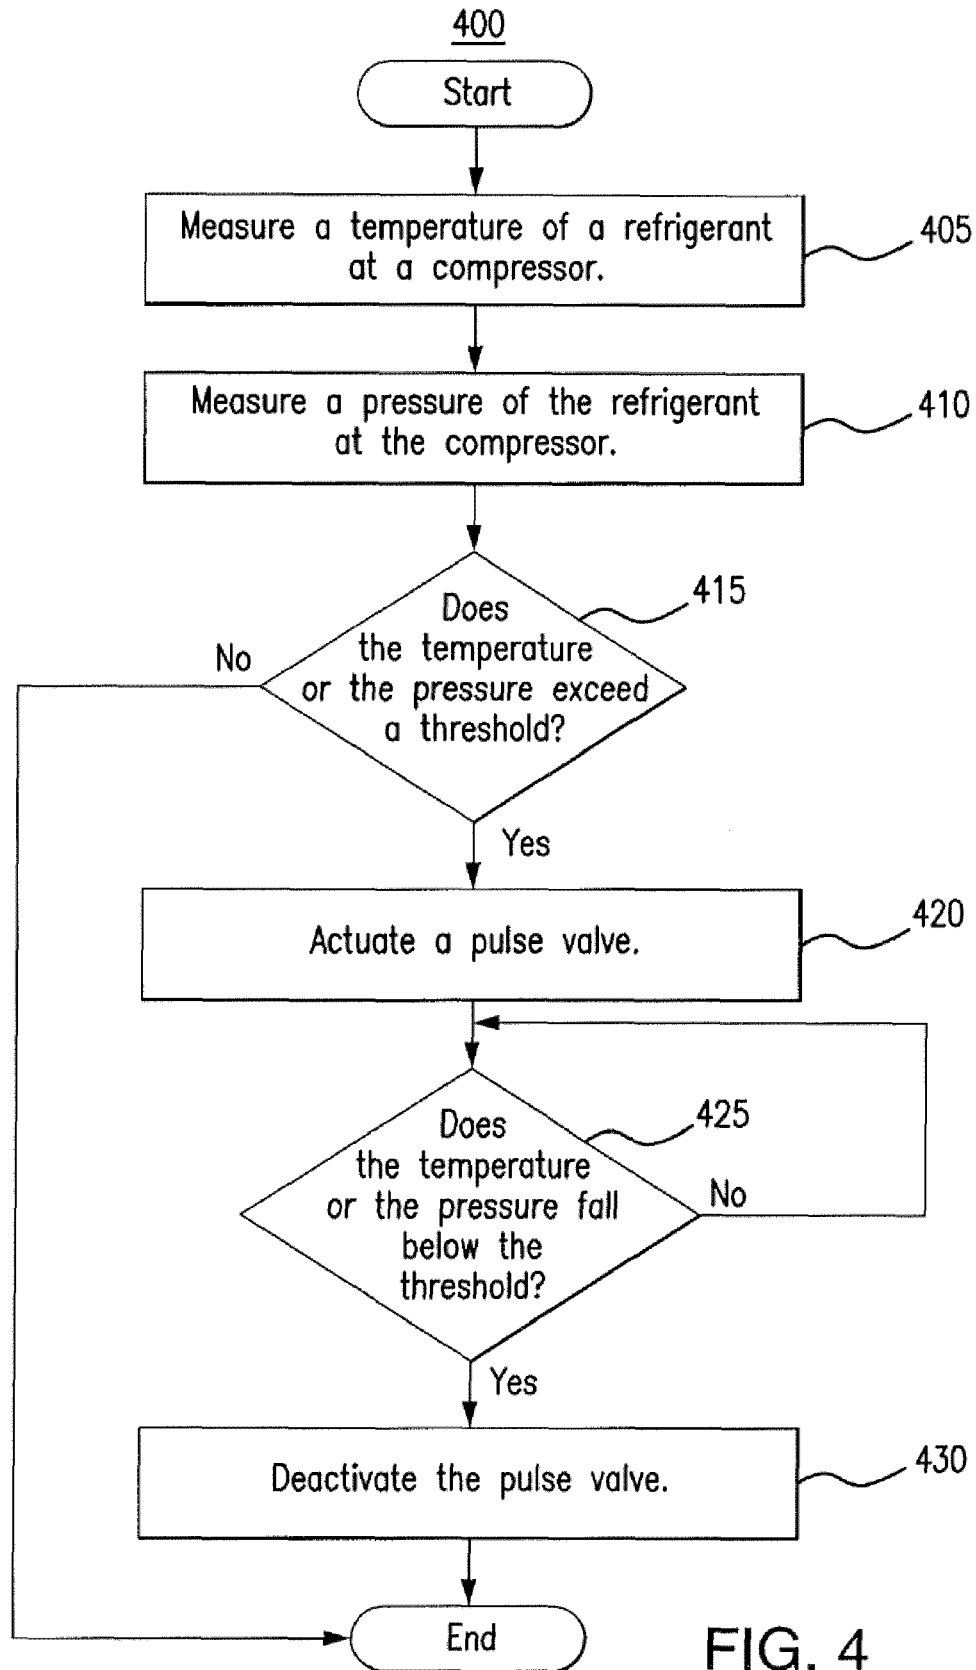 400
Start
Measure a temperature of a refrigerant
at a compressor.
405
Measure a pressure of the refrigerant
at the compressor.
410
Does
the temperature
or the pressure exceed
a threshold?
415
No
Yes
Actuate a pulse valve.
420
Does
the temperature
or the pressure fall
below the
threshold?
425
No
Yes
Deactivate the pulse valve.
430
End
FIG. 4